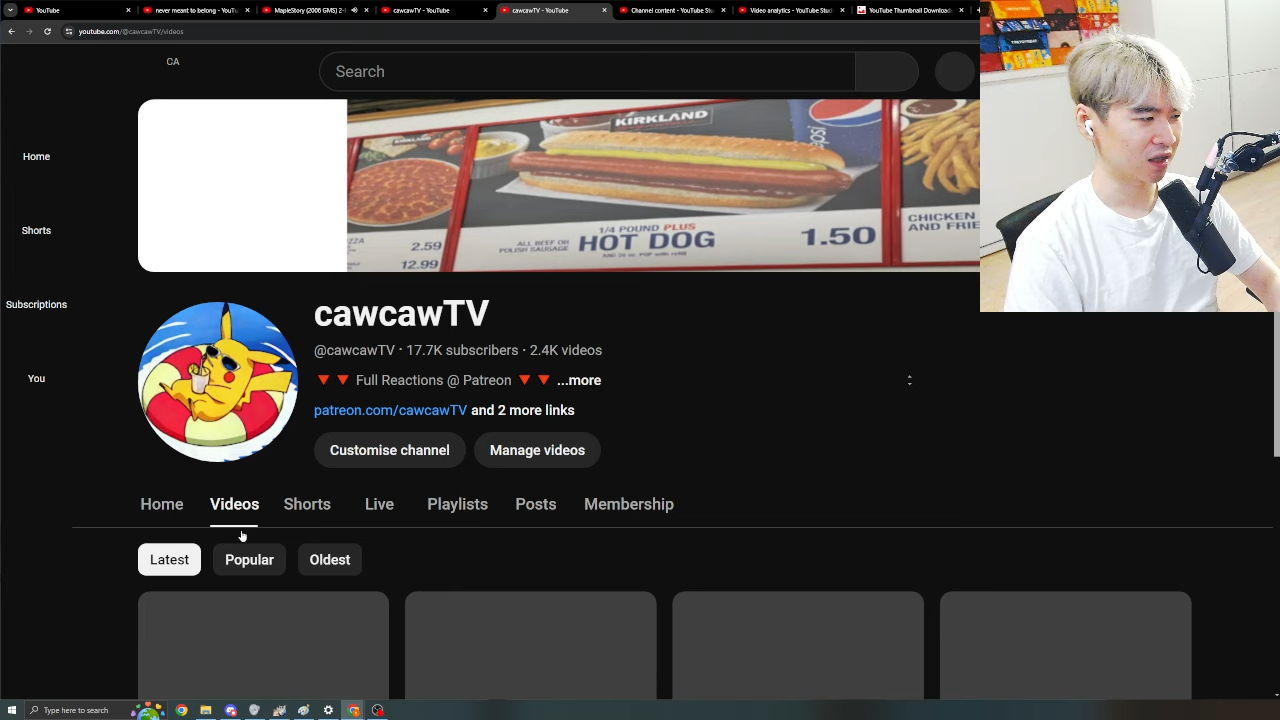 YouTube
never meant to belong - YouTu
MapleStory (2006 GMS) 2-
cawcawTV - YouTube
cawcawTV - YouTube
Channel content - YouTube Stu
Video analytics - YouTube Stud
YouTube Thumbnail Download
youtube.com/@cawcawTV/videos
CA
Search
Home
Shorts
Subscriptions
You
KIRKLAND
pepsi
2.59
12.99
1/4 POUND PLUS
ALL BEEF OR
POLISH SAUSAGE
HOT DOG
1.50
CHICKEN
AND FRIE
cawcawTV
@cawcawTV · 17.7K subscribers · 2.4K videos
🔻🔻 Full Reactions @ Patreon 🔻🔻 ...more
patreon.com/cawcawTV and 2 more links
Customise channel
Manage videos
Home Videos Shorts Live Playlists Posts Membership
Latest Popular Oldest
Type here to search